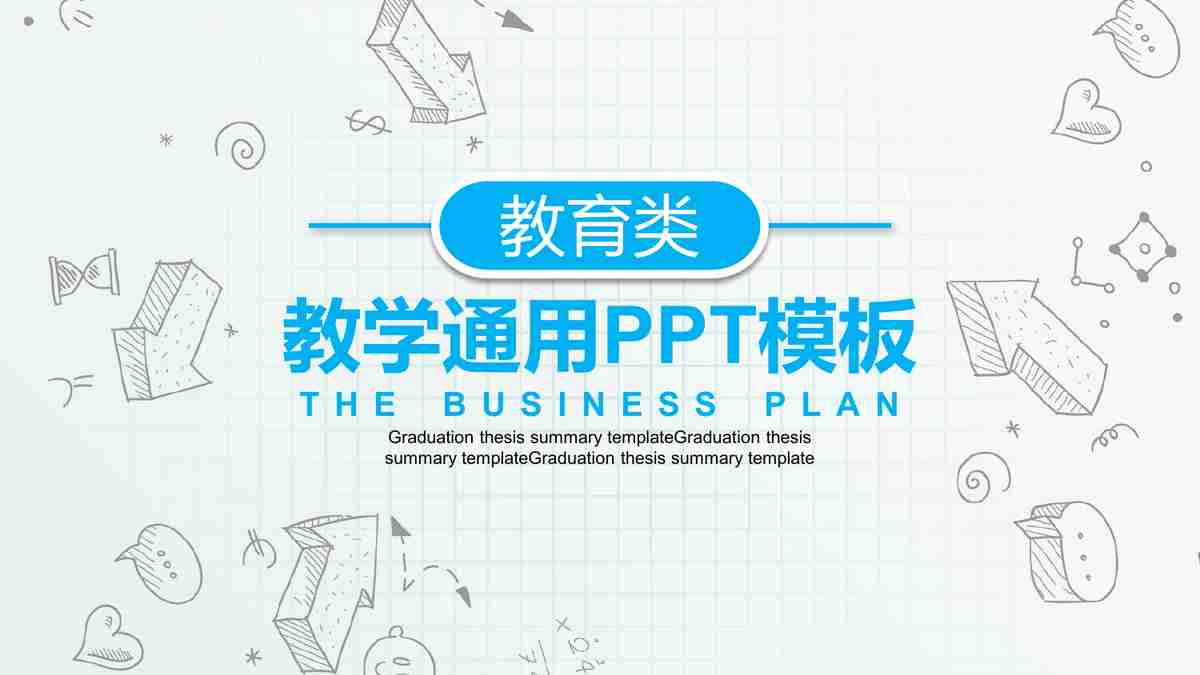 教育类
教学通用PPT模板
THE BUSINESS PLAN
Graduation thesis summary templateGraduation thesis
summary templateGraduation thesis summary template